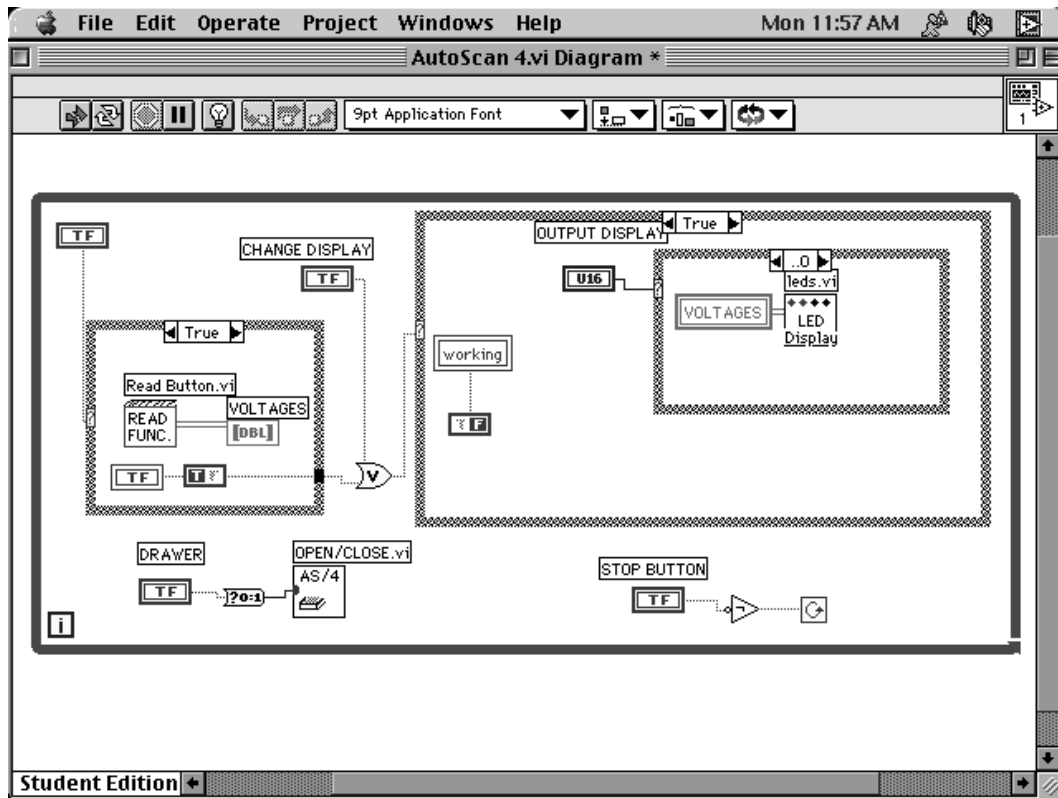 File Edit Operate Project Windows Help Mon 11:57 AM
AutoScan 4.vi Diagram *
9pt Application Font
1
TF
CHANGE DISPLAY
TF
True
OUTPUT DISPLAY
U16
..0
leds.vi
VOLTAGES
LED
Display
True
working
F
Read Button.vi
READ
FUNC.
VOLTAGES
[DBL]
TF
T
V
DRAWER
TF
]?0:1)
OPEN/CLOSE.vi
AS/4
STOP BUTTON
TF
i
Student Edition